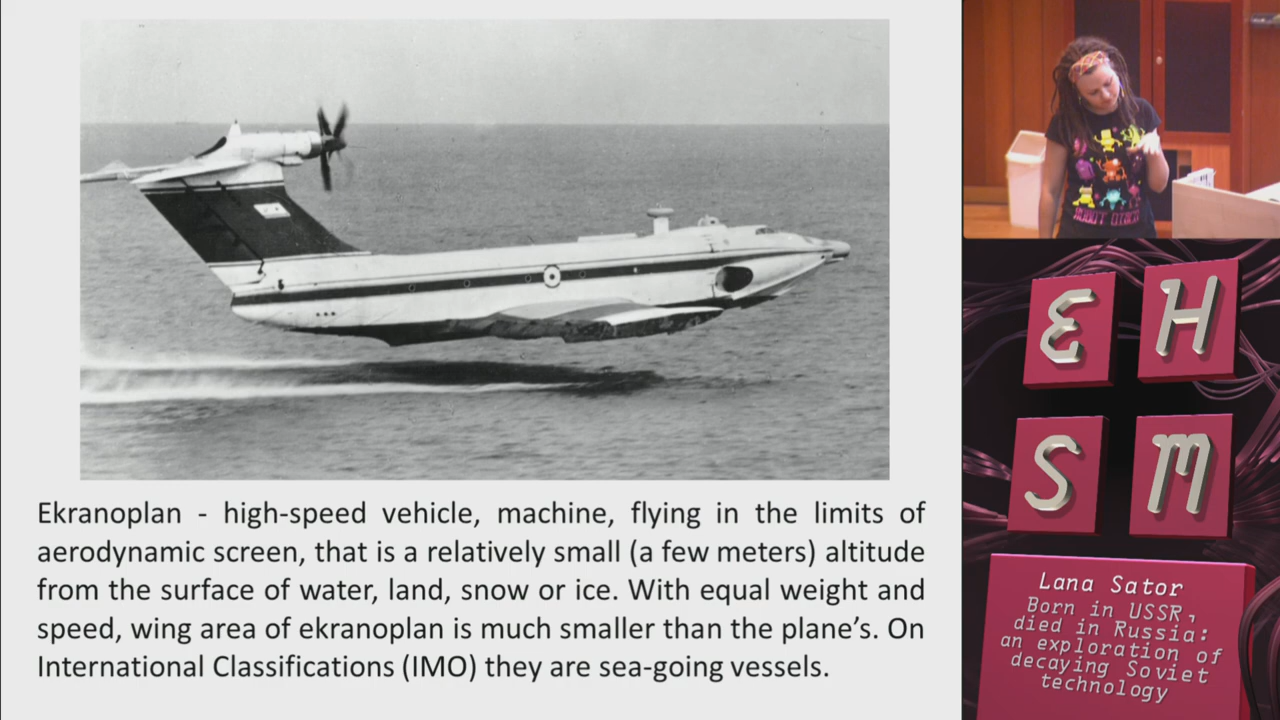 Ekranoplan - high-speed vehicle, machine, flying in the limits of
aerodynamic screen, that is a relatively small (a few meters) altitude
from the surface of water, land, snow or ice. With equal weight and
speed, wing area of ekranoplan is much smaller than the plane's. On
International Classifications (IMO) they are sea-going vessels.
ROBOT DISCO
E H
S M
Lana Sator
Born in USSR,
died in Russia:
an exploration of
decaying Soviet
technology